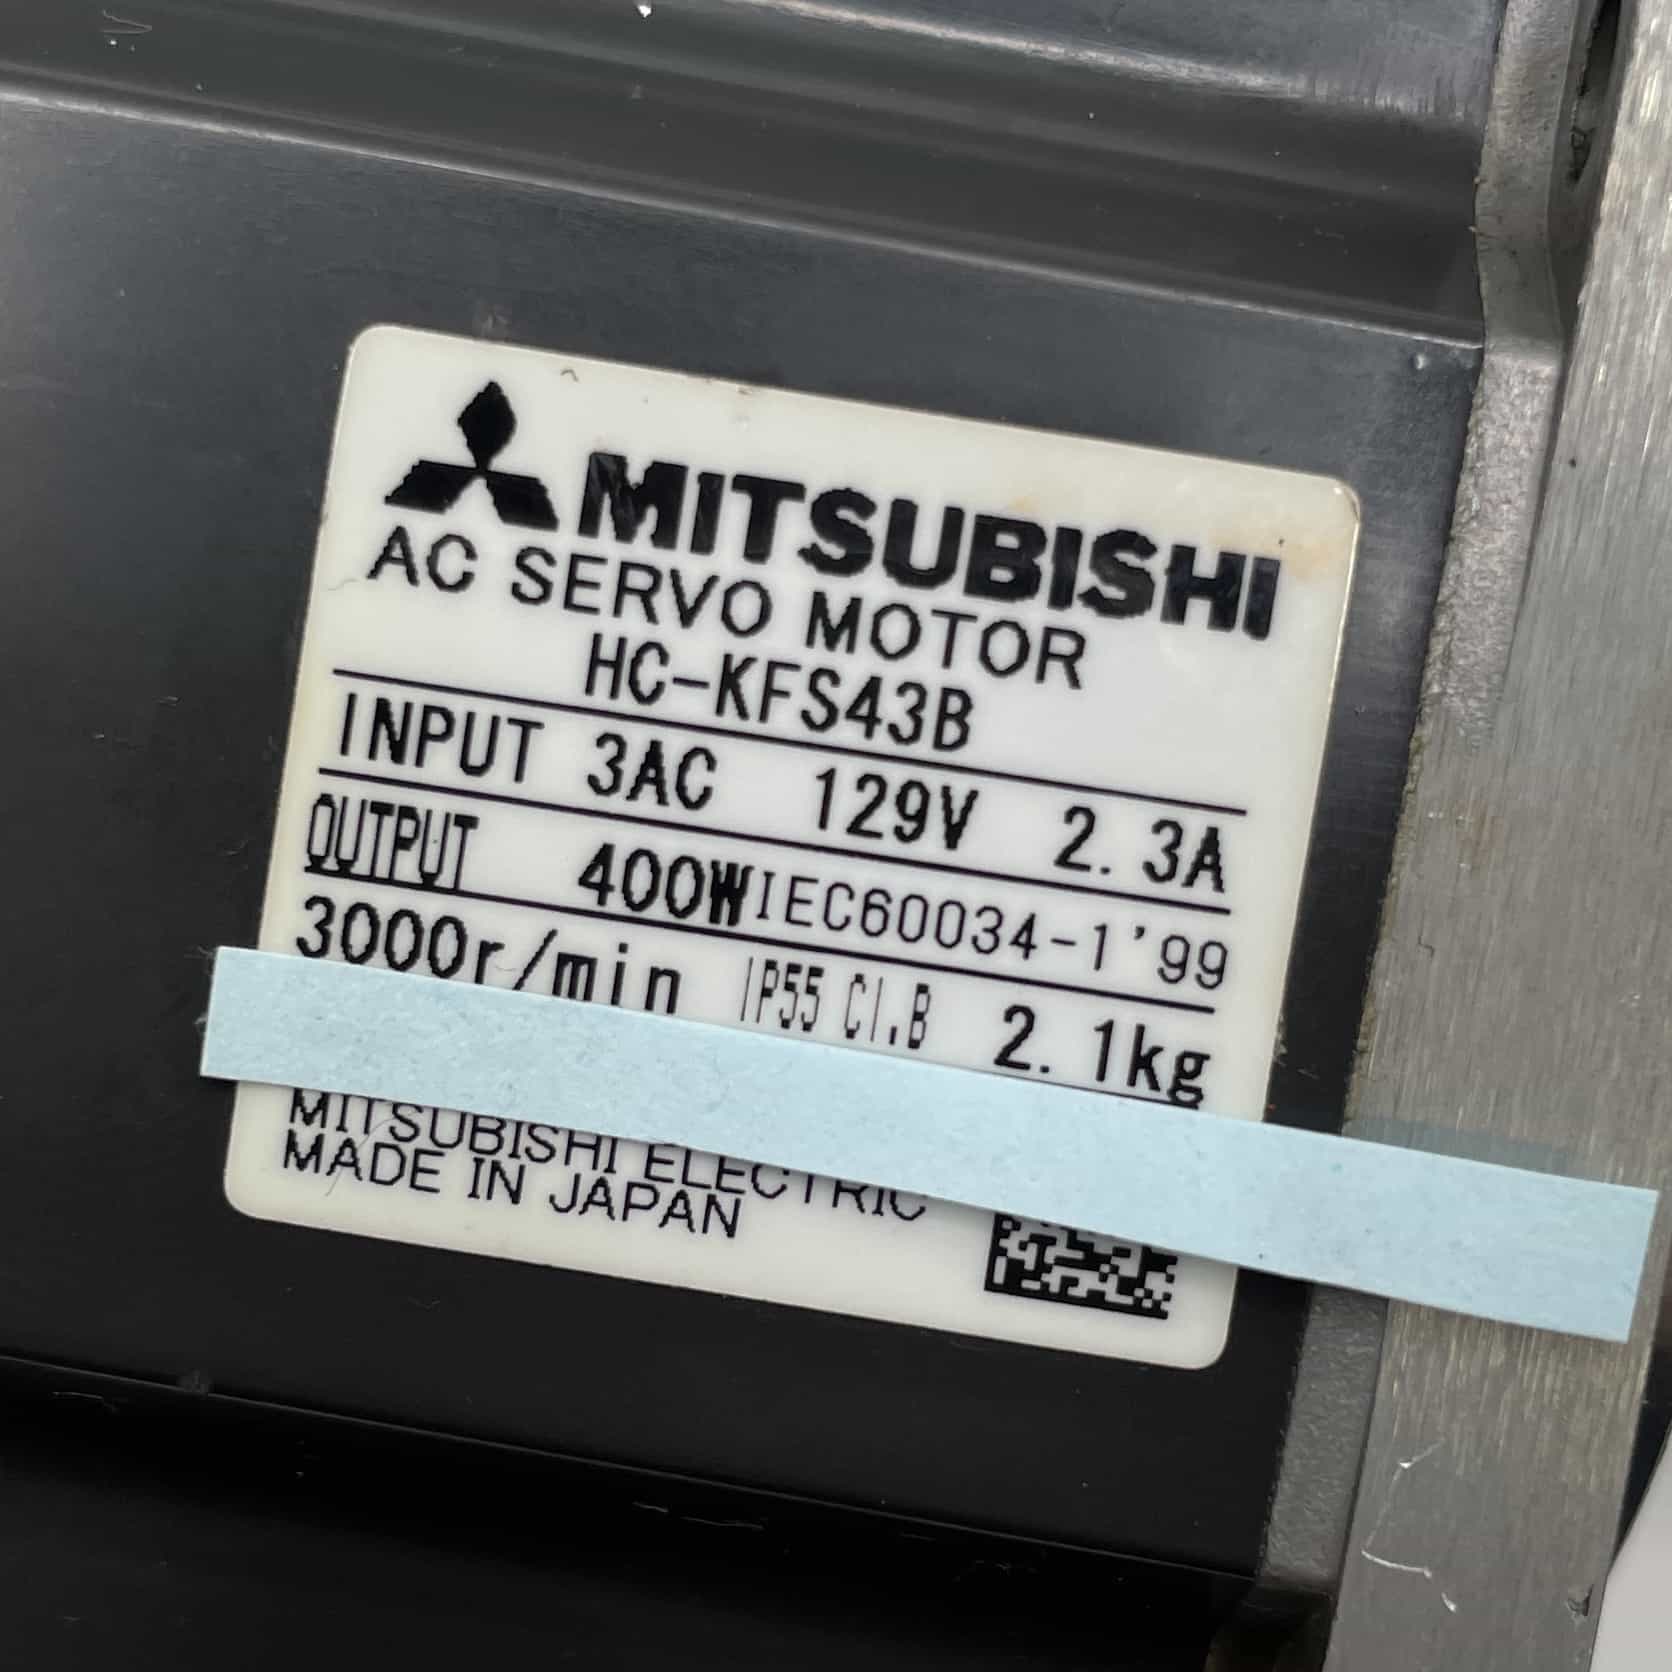 MITSUBISHI
AC SERVO MOTOR
HC-KFS43B
INPUT 3AC 129V 2.3A
OUTPUT 400W IEC60034-1'99
3000r/min IP55 CI.B 2.1kg
MITSUBISHI ELECTRIC
MADE IN JAPAN